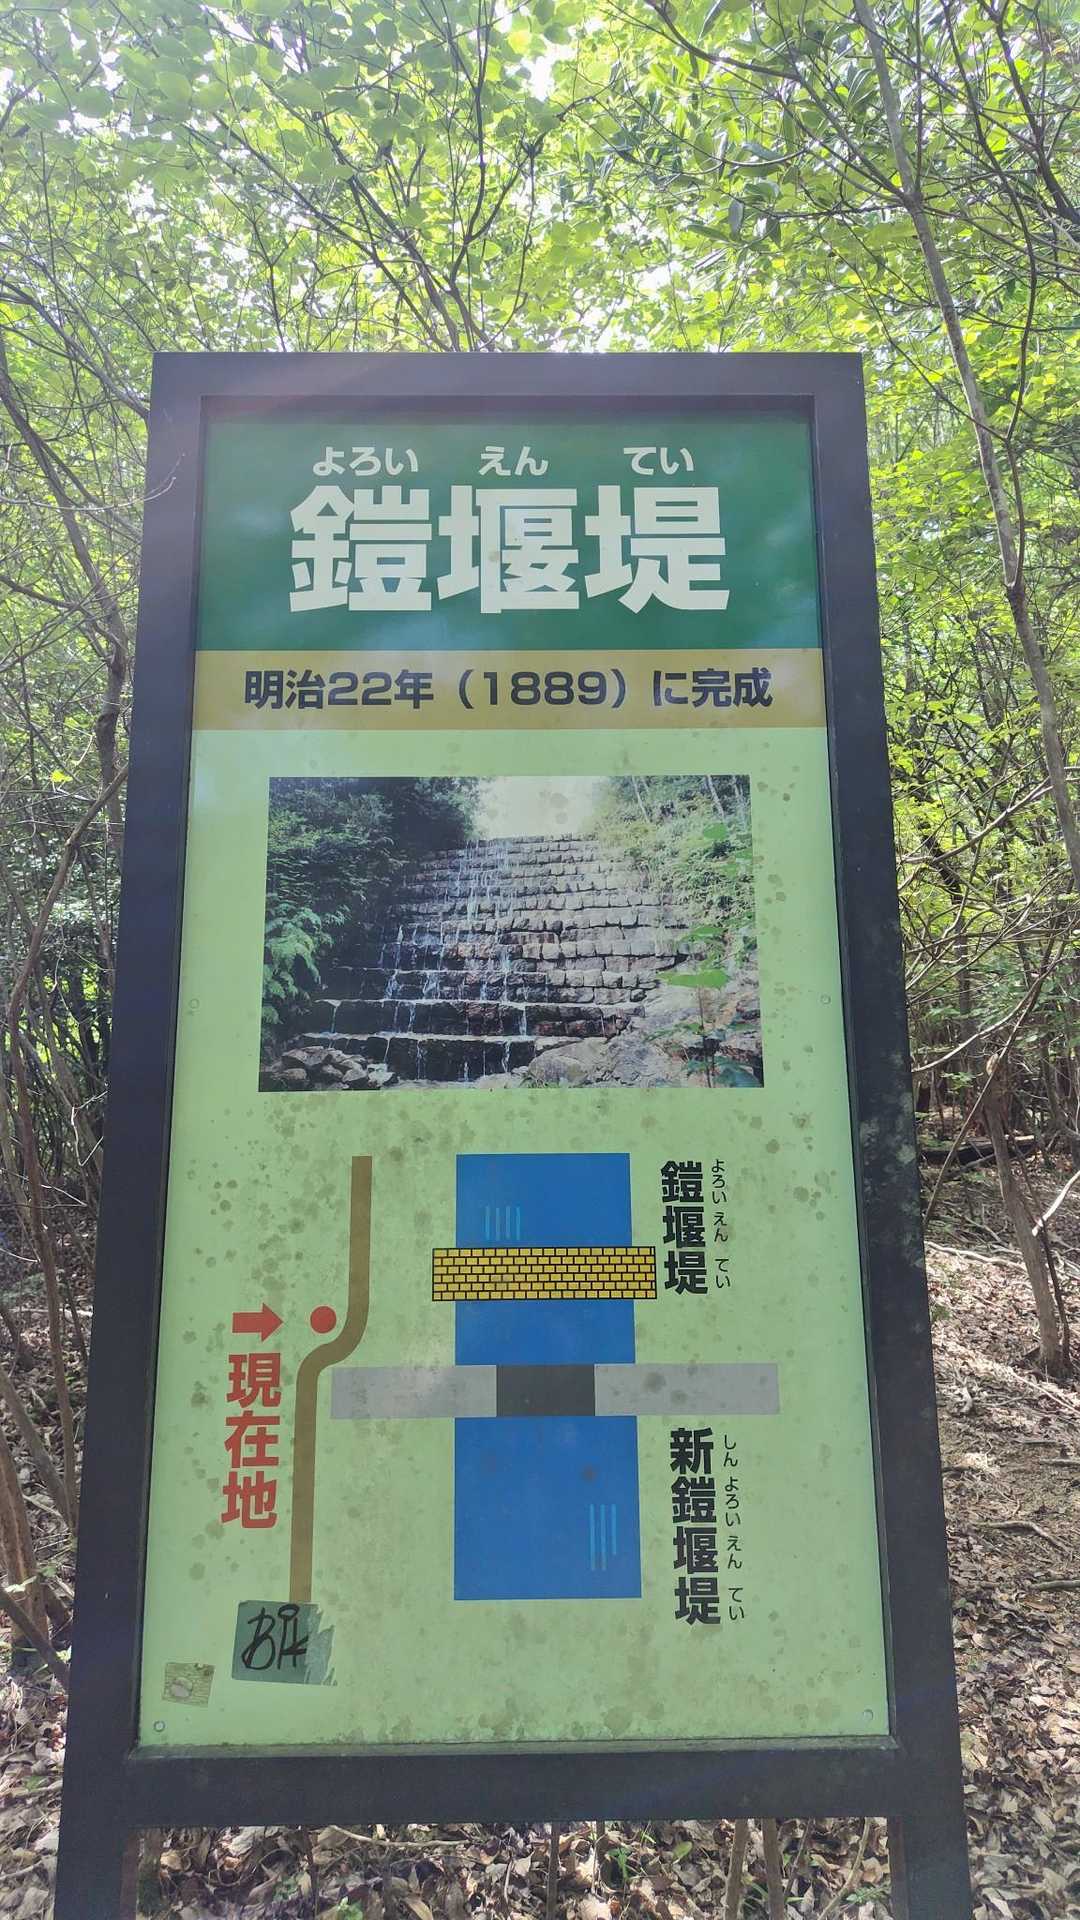 よろい えん てい
鎧堰堤
明治22年（1889）に完成
鎧堰堤
よろい えん てい
現在地
新鎧堰堤
しん よろい えん てい